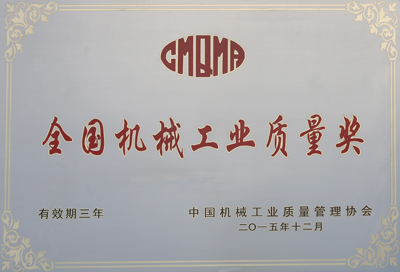 CMQMA
全国机械工业质量奖
有效期三年
中国机械工业质量管理协会
二〇一五年十二月